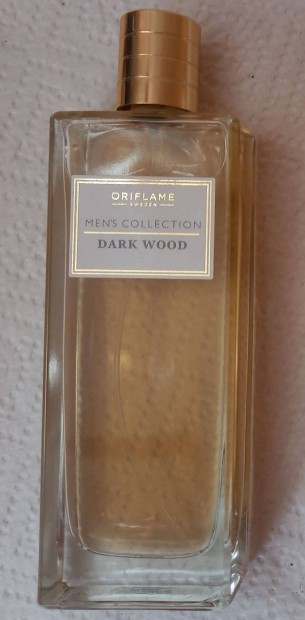 ORIFLAME
SWEDEN
MEN'S COLLECTION
DARK WOOD